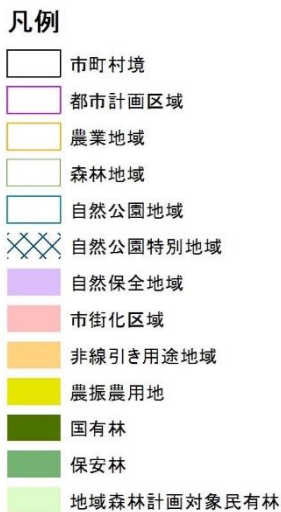 凡例
市町村境
都市計画区域
農業地域
森林地域
自然公園地域
自然公園特別地域
自然保全地域
市街化区域
非線引き用途地域
農振農用地
国有林
保安林
地域森林計画対象民有林